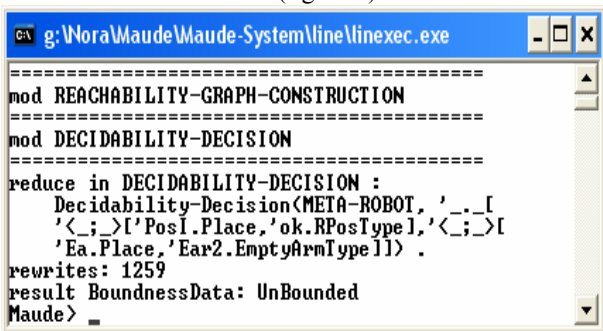 g:\Nora\Maude\Maude-System\line\linexec.exe
==========================================
mod REACHABILITY-GRAPH-CONSTRUCTION
==========================================
mod DECIDABILITY-DECISION
==========================================
reduce in DECIDABILITY-DECISION :
Decidability-Decision(META-ROBOT, '_._[
'<_;_>['PosI.Place,'ok.RPosType],'<_;_>[
'Ea.Place,'Ear2.EmptyArmType]]) .
rewrites: 1259
result BoundnessData: UnBounded
Maude> _